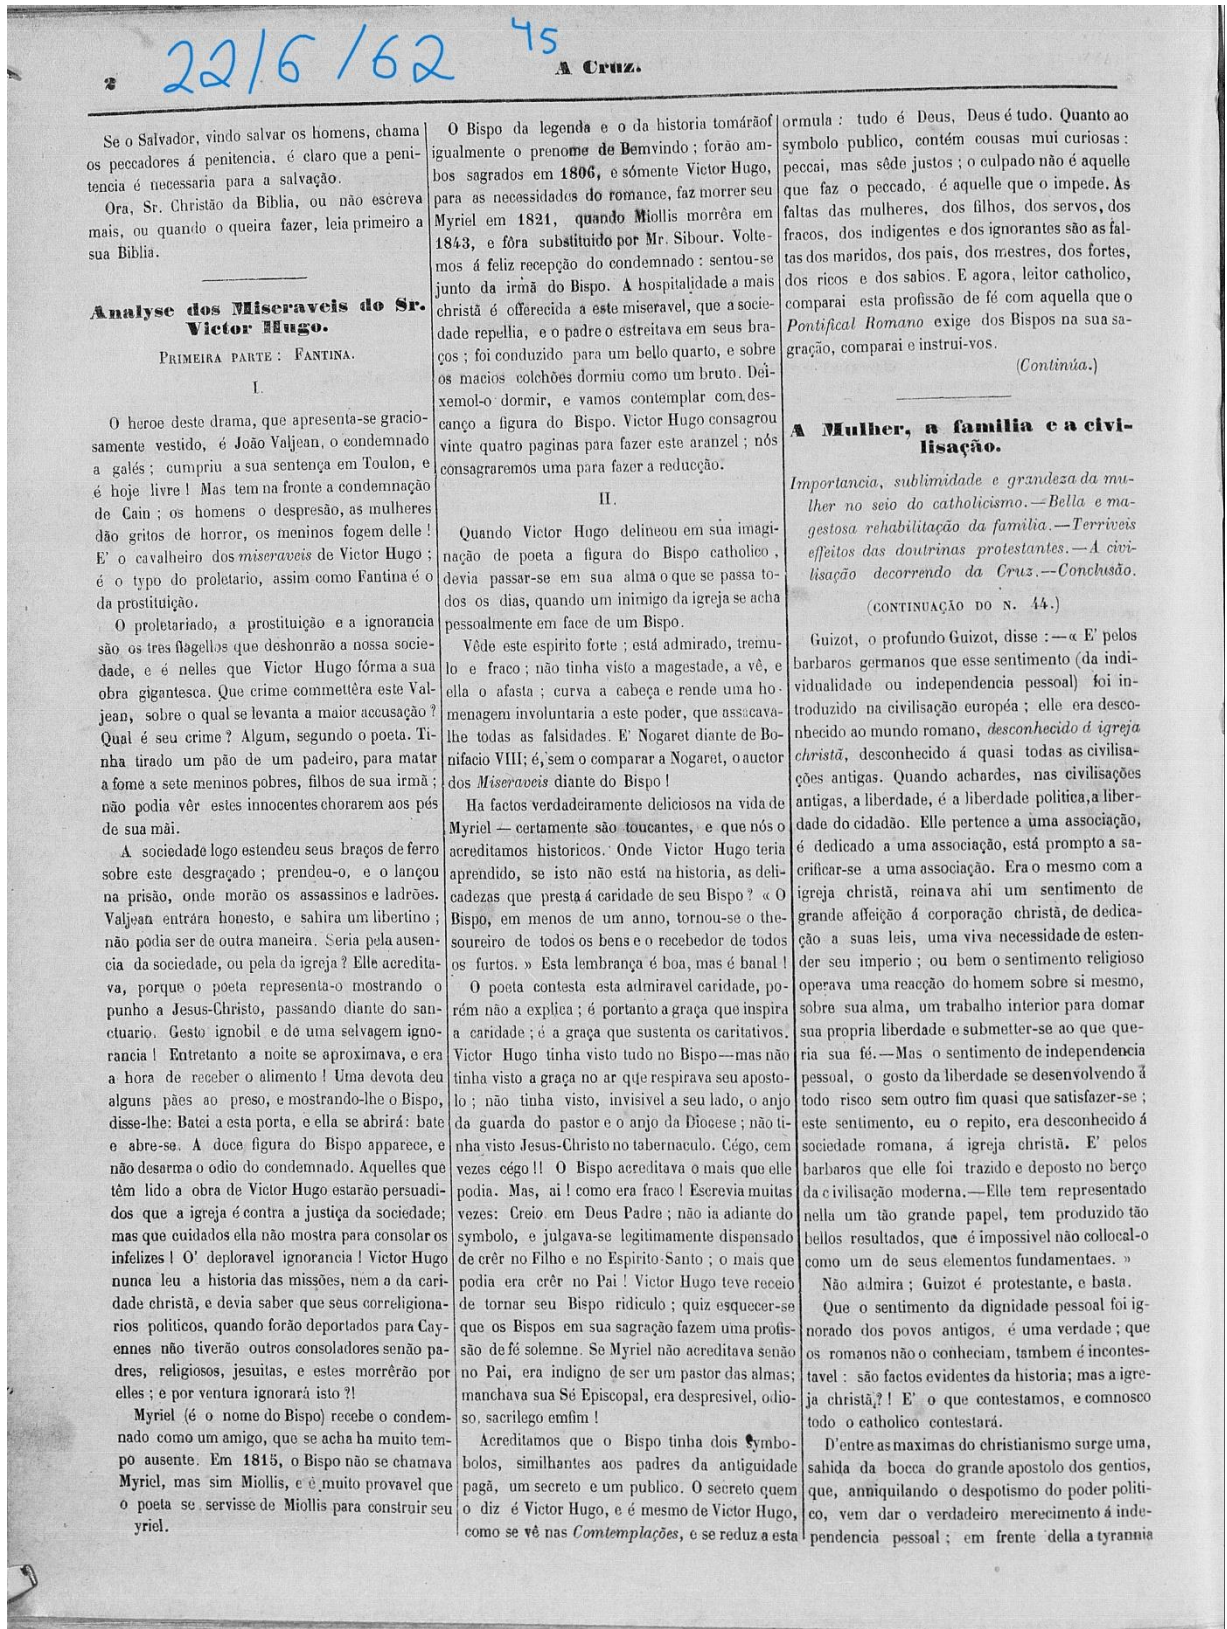 22/6/62
45
2
A Cruz.
Se o Salvador, vindo salvar os homens, chama
os peccadores á penitencia. é claro que a peni-
tencia é necessaria para a salvação.
Ora, Sr. Christão da Biblia, ou não escreva
mais, ou quando o queira fazer, leia primeiro a
sua Biblia.
Analyse dos Miseraveis do Sr.
Victor Hugo.
PRIMEIRA PARTE: FANTINA.
I.
O heroe deste drama, que apresenta-se gracio-
samente vestido, é João Valjean, o condemnado
a galés; cumpriu a sua sentença em Toulon, e
é hoje livre! Mas tem na fronte a condemnação
de Cain; os homens o despresão, as mulheres
dão gritos de horror, os meninos fogem delle!
E' o cavalheiro dos miseraveis de Victor Hugo;
é o typo do proletario, assim como Fantina é o
da prostituição.
O proletariado, a prostituição e a ignorancia
são os tres flagellos que deshonrão a nossa socie-
dade, e é nelles que Victor Hugo fórma a sua
obra gigantesca. Que crime commettêra este Val-
jean, sobre o qual se levanta a maior accusação?
Qual é seu crime? Algum, segundo o poeta. Ti-
nha tirado um pão de um padeiro, para matar
a fome a sete meninos pobres, filhos de sua irmã;
não podia vêr estes innocentes chorarem aos pés
de sua mãi.
A sociedade logo estendeu seus braços de ferro
sobre este desgraçado; prendeu-o, e o lançou
na prisão, onde morão os assassinos e ladrões.
Valjean entrára honesto, e sahira um libertino;
não podia ser de outra maneira. Seria pela ausen-
cia da sociedade, ou pela da igreja? Elle acredita-
va, porque o poeta representa-o mostrando o
punho a Jesus-Christo, passando diante do san-
ctuario. Gesto ignobil e de uma selvagem igno-
rancia! Entretanto a noite se aproximava, e era
a hora de receber o alimento! Uma devota deu
alguns pães ao preso, e mostrando-lhe o Bispo,
disse-lhe: Batei a esta porta, e ella se abrirá: bate
e abre-se. A doce figura do Bispo apparece, e
não desarma o odio do condemnado. Aquelles que
têm lido a obra de Victor Hugo estarão persuadi-
dos que a igreja é contra a justiça da sociedade;
mas que cuidados ella não mostra para consolar os
infelizes! O' deploravel ignorancia! Victor Hugo
nunca leu a historia das missões, nem a da cari-
dade christã, e devia saber que seus correligiona-
rios politicos, quando forão deportados para Cay-
ennes não tiverão outros consoladores senão pa-
dres, religiosos, jesuitas, e estes morrêrão por
elles; e por ventura ignorará isto?!
Myriel (é o nome do Bispo) recebe o condem-
nado como um amigo, que se acha ha muito tem-
po ausente. Em 1815, o Bispo não se chamava
Myriel, mas sim Miollis, e é muito provavel que
o poeta se servisse de Miollis para construir seu
yriel.
O Bispo da legenda e o da historia tomárãof
igualmente o prenome de Bemvindo; forão am-
bos sagrados em 1806, e sómente Victor Hugo,
para as necessidades do romance, faz morrer seu
Myriel em 1821, quando Miollis morrêra em
1843, e fôra substituido por Mr. Sibour. Volte-
mos á feliz recepção do condemnado: sentou-se
junto da irmã do Bispo. A hospitalidade a mais
christã é offerecida a este miseravel, que a socie-
dade repellia, e o padre o estreitava em seus bra-
ços; foi conduzido para um bello quarto, e sobre
os macios colchões dormiu como um bruto. Dei-
xemol-o dormir, e vamos contemplar com des-
canço a figura do Bispo. Victor Hugo consagrou
vinte quatro paginas para fazer este aranzel; nós
consagraremos uma para fazer a reducção.
II.
Quando Victor Hugo delineou em sua imagi-
nação de poeta a figura do Bispo catholico,
devia passar-se em sua alma o que se passa to-
dos os dias, quando um inimigo da igreja se acha
pessoalmente em face de um Bispo.
Vêde este espirito forte; está admirado, tremu-
lo e fraco; não tinha visto a magestade, a vê, e
ella o afasta; curva a cabeça e rende uma ho-
menagem involuntaria a este poder, que assacava-
lhe todas as falsidades. E' Nogaret diante de Bo-
nifacio VIII; é, sem o comparar a Nogaret, o auctor
dos Miseraveis diante do Bispo!
Ha factos verdadeiramente deliciosos na vida de
Myriel — certamente são toucantes, e que nós o
acreditamos historicos. Onde Victor Hugo teria
aprendido, se isto não está na historia, as deli-
cadezas que presta á caridade de seu Bispo? « O
Bispo, em menos de um anno, tornou-se o the-
soureiro de todos os bens e o recebedor de todos
os furtos. » Esta lembrança é boa, mas é banal!
O poeta contesta esta admiravel caridade, po-
rém não a explica; é portanto a graça que inspira
a caridade; é a graça que sustenta os caritativos.
Victor Hugo tinha visto tudo no Bispo—mas não
tinha visto a graça no ar que respirava seu aposto-
lo; não tinha visto, invisivel a seu lado, o anjo
da guarda do pastor e o anjo da Diocese; não ti-
nha visto Jesus-Christo no tabernaculo. Cégo, cem
vezes cégo!! O Bispo acreditava o mais que elle
podia. Mas, ai! como era fraco! Escrevia muitas
vezes: Creio em Deus Padre; não ia adiante do
symbolo, e julgava-se legitimamente dispensado
de crêr no Filho e no Espirito-Santo; o mais que
podia era crêr no Pai! Victor Hugo teve receio
de tornar seu Bispo ridiculo; quiz esquecer-se
que os Bispos em sua sagração fazem uma profis-
são de fé solemne. Se Myriel não acreditava senão
no Pai, era indigno de ser um pastor das almas;
manchava sua Sé Episcopal, era despresivel, odio-
so, sacrilego emfim!
Acreditamos que o Bispo tinha dois symbo-
bolos, similhantes aos padres da antiguidade
pagã, um secreto e um publico. O secreto quem
o diz é Victor Hugo, e é mesmo de Victor Hugo,
como se vê nas Comtemplações, e se reduz a esta
ormula: tudo é Deus, Deus é tudo. Quanto ao
symbolo publico, contém cousas mui curiosas:
peccai, mas sêde justos; o culpado não é aquelle
que faz o peccado, é aquelle que o impede. As
faltas das mulheres, dos filhos, dos servos, dos
fracos, dos indigentes e dos ignorantes são as fal-
tas dos maridos, dos pais, dos mestres, dos fortes,
dos ricos e dos sabios. E agora, leitor catholico,
comparai esta profissão de fé com aquella que o
Pontifical Romano exige dos Bispos na sua sa-
gração, comparai e instrui-vos.
(Continúa.)
A Mulher, a familia e a civi-
lisação.
Importancia, sublimidade e grandeza da mu-
lher no seio do catholicismo.—Bella e ma-
gestosa rehabilitação da familia.—Terriveis
effeitos das doutrinas protestantes.—A civi-
lisação decorrendo da Cruz.—Conclusão.
(CONTINUAÇÃO DO N. 44.)
Guizot, o profundo Guizot, disse:—« E' pelos
barbaros germanos que esse sentimento (da indi-
vidualidade ou independencia pessoal) foi in-
troduzido na civilisação européa; elle era desco-
nhecido ao mundo romano, desconhecido á igreja
christã, desconhecido á quasi todas as civilisa-
ções antigas. Quando achardes, nas civilisações
antigas, a liberdade, é a liberdade politica, a liber-
dade do cidadão. Elle pertence a uma associação,
é dedicado a uma associação, está prompto a sa-
crificar-se a uma associação. Era o mesmo com a
igreja christã, reinava ahi um sentimento de
grande affeição á corporação christã, de dedica-
ção a suas leis, uma viva necessidade de esten-
der seu imperio; ou bem o sentimento religioso
operava uma reacção do homem sobre si mesmo,
sobre sua alma, um trabalho interior para domar
sua propria liberdade e submetter-se ao que que-
ria sua fé.—Mas o sentimento de independencia
pessoal, o gosto da liberdade se desenvolvendo á
todo risco sem outro fim quasi que satisfazer-se;
este sentimento, eu o repito, era desconhecido á
sociedade romana, á igreja christã. E' pelos
barbaros que elle foi trazido e deposto no berço
da civilisação moderna.—Elle tem representado
nella um tão grande papel, tem produzido tão
bellos resultados, que é impossivel não collocal-o
como um de seus elementos fundamentaes. »
Não admira; Guizot é protestante, e basta.
Que o sentimento da dignidade pessoal foi ig-
norado dos povos antigos, é uma verdade; que
os romanos não o conheciam, tambem é incontes-
tavel: são factos evidentes da historia; mas a igre-
ja christã?! E' o que contestamos, e comnosco
todo o catholico contestará.
D'entre as maximas do christianismo surge uma,
sahida da bocca do grande apostolo dos gentios,
que, anniquilando o despotismo do poder politi-
co, vem dar o verdadeiro merecimento á inde-
pendencia pessoal; em frente della a tyrannia